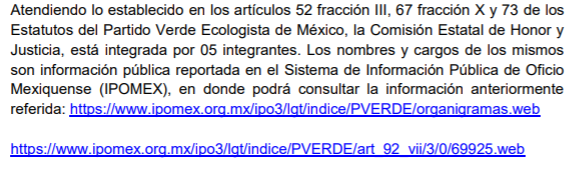 Atendiendo lo establecido en los artículos 52 fracción III, 67 fracción X y 73 de los
Estatutos del Partido Verde Ecologista de México, la Comisión Estatal de Honor y
Justicia, está integrada por 05 integrantes. Los nombres y cargos de los mismos
son información pública reportada en el Sistema de Información Pública de Oficio
Mexiquense (IPOMEX), en donde podrá consultar la información anteriormente
referida: https://www.ipomex.org.mx/ipo3/lgt/indice/PVERDE/organigramas.web
https://www.ipomex.org.mx/ipo3/lgt/indice/PVERDE/art_92_vii/3/0/69925.web